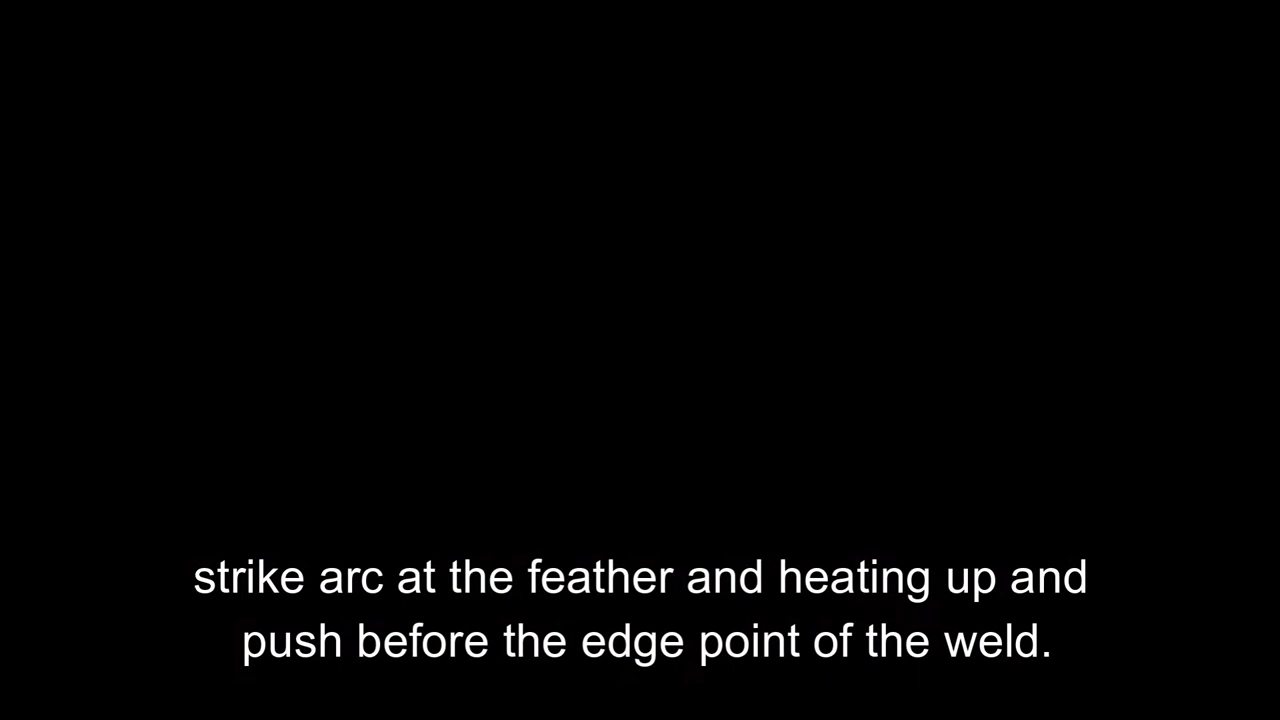 strike arc at the feather and heating up and
push before the edge point of the weld.